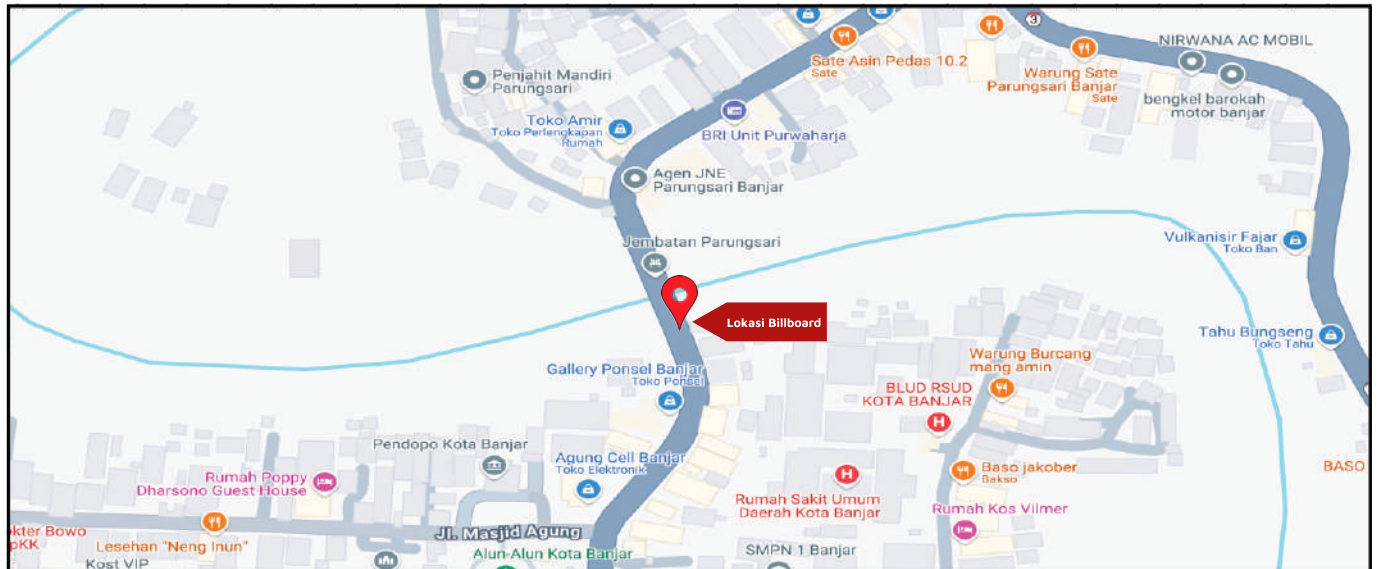 3
NIRWANA AC MOBIL
Sate Asin Pedas 10.2
Sate
Warung Sate
Parungsari Banjar
Sate
bengkel barokah
motor banjar
Penjahit Mandiri
Parungsari
Toko Amir
Toko Perlengkapan
Rumah
BRI Unit Purwaharja
Agen JNE
Parungsari Banjar
Jembatan Parungsari
Vulkanisir Fajar
Toko Ban
Lokasi Billboard
Tahu Bungseng
Toko Tahu
Warung Burcang
mang amin
Gallery Ponsel Banjar
Toko Ponsel
BLUD RSUD
KOTA BANJAR
H
Pendopo Kota Banjar
Agung Cell Banjar
Toko Elektronik
Rumah Poppy
Dharsono Guest House
H
Rumah Sakit Umum
Daerah Kota Banjar
Baso jakober
Bakso
BASO
Rumah Kos Vilmer
okter Bowo
pKK
Lesehan "Neng Inun"
Kost VIP
Jl. Masjid Agung
Alun-Alun Kota Banjar
SMPN 1 Banjar